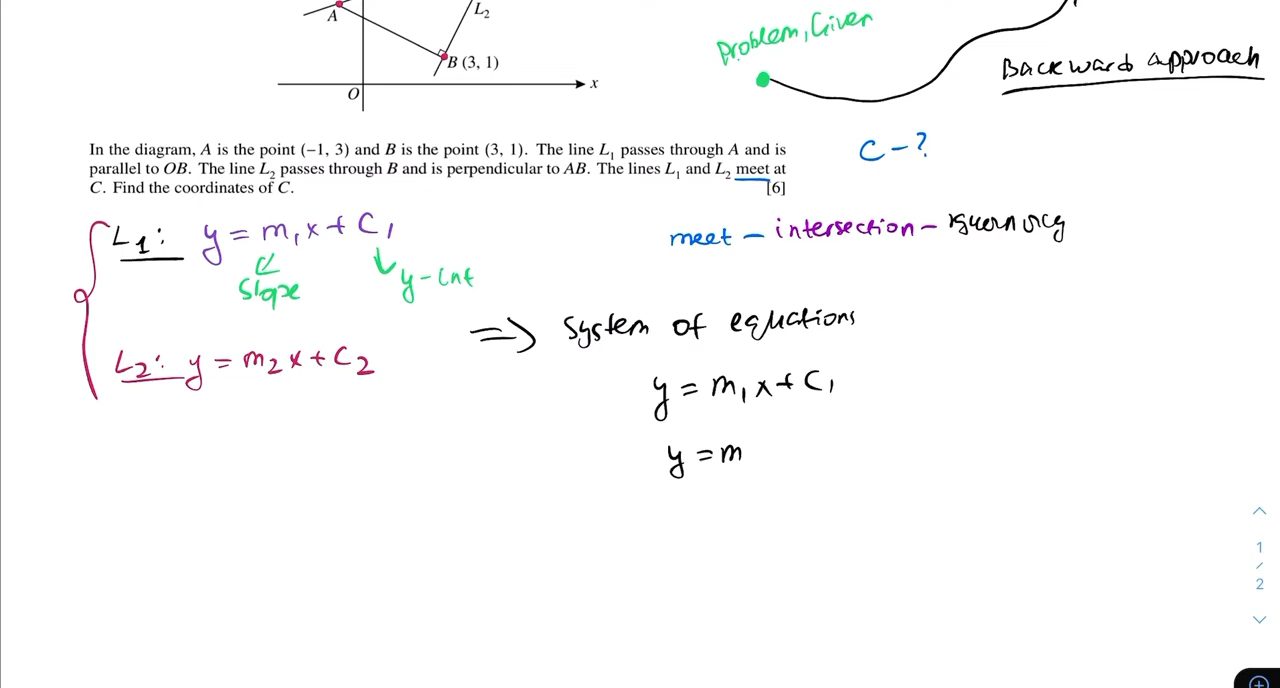 A
L₂
B (3, 1)
O
x
Problem, Given
Backward approach
In the diagram, A is the point (−1, 3) and B is the point (3, 1). The line L₁ passes through A and is
parallel to OB. The line L₂ passes through B and is perpendicular to AB. The lines L₁ and L₂ meet at
C. Find the coordinates of C. [6]
C - ?
L₁: y = m₁x + C₁
slope
y-int
meet - intersection -
L₂: y = m₂x + C₂
=> System of equations
y = m₁x + C₁
y = m
1
/
2